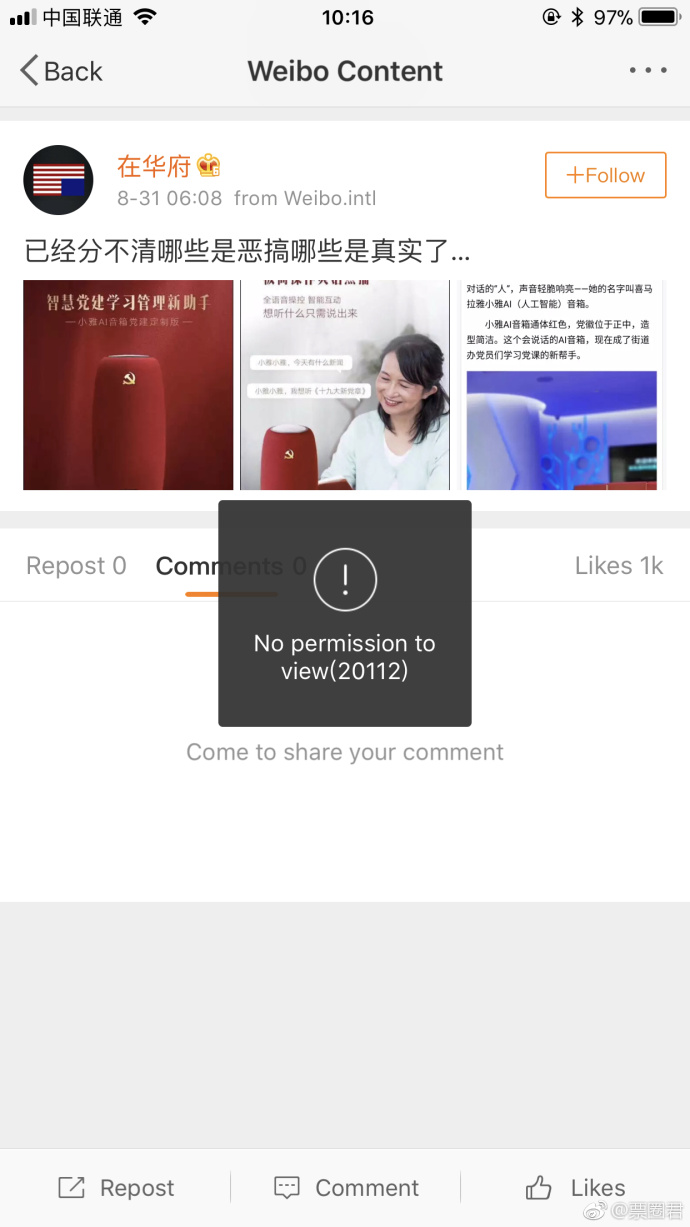 中国联通 10:16 97%
Back Weibo Content
在华府
8-31 06:08 from Weibo.intl
+Follow
已经分不清哪些是恶搞哪些是真实了...
智慧党建学习管理新助手
小雅AI音箱党建定制版
全语音操控 智能互动
想听什么只需说出来
小雅小雅，今天有什么新闻
小雅小雅，我想听《十九大新党章》
对话的“人”，声音轻脆响亮——她的名字叫喜马
拉雅小雅AI（人工智能）音箱。
小雅AI音箱通体红色，党徽位于正中，造
型简洁。这个会说话的AI音箱，现在成了街道
办党员们学习党课的新帮手。
Repost 0 Comments 0 Likes 1k
No permission to
view(20112)
Come to share your comment
Repost Comment Likes
@票圈君